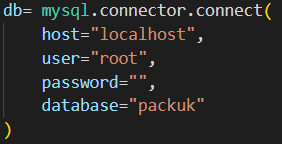 db= mysql.connector.connect(
    host="localhost",
    user="root",
    password="",
    database="packuk"
)